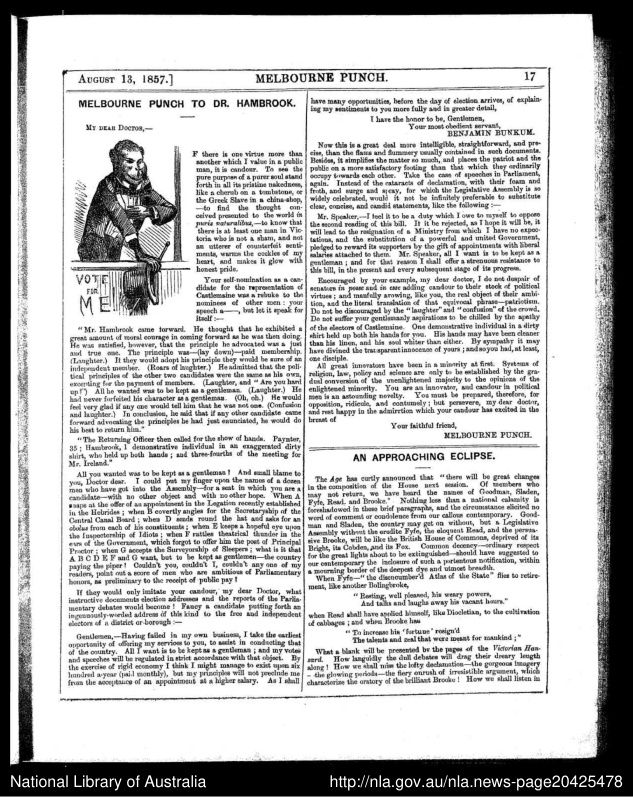 August 13, 1857.]
MELBOURNE PUNCH.
17
MELBOURNE PUNCH TO DR. HAMBROOK.
My dear Doctor,—
VOTE
FOR
ME
F there is one virtue more than
another which I value in a public
man, it is candour. To see the
pure purpose of a purer soul stand
forth in all its pristine nakedness,
like a cherub on a tombstone, or
the Greek Slave in a china-shop,
—to find the thought con-
ceived presented to the world in
puris naturalibus,—to know that
there is at least one man in Vic-
toria who is not a sham, and not
an utterer of counterfeit senti-
ments, warms the cockles of my
heart, and makes it glow with
honest pride.
Your self-nomination as a can-
didate for the representation of
Castlemaine was a rebuke to the
nominees of other men: your
speech a——, but let it speak for
itself:—
"Mr. Hambrook came forward. He thought that he exhibited a
great amount of moral courage in coming forward as he was then doing.
He was satisfied, however, that the principle he advocated was a just
and true one. The principle was—(lay down)—paid membership.
(Laughter.) If they would adopt his principle they would be sure of an
independent member. (Roars of laughter.) He admitted that the poli-
tical principles of the other two candidates were the same as his own,
excepting for the payment of members. (Laughter, and "Are you hard
up?") All he wanted was to be kept as a gentleman. (Laughter.) He
had never forfeited his character as a gentleman. (Oh, oh.) He would
feel very glad if any one would tell him that he was not one. (Confusion
and laughter.) In conclusion, he said that if any other candidate came
forward advocating the principles he had just enunciated, he would do
his best to return him."
"The Returning Officer then called for the show of hands. Paynter,
35; Hambrook, 1 demonstrative individual in an exaggerated dirty
shirt, who held up both hands; and three-fourths of the meeting for
Mr. Ireland."
All you wanted was to be kept as a gentleman! And small blame to
you, Doctor dear. I could put my finger upon the names of a dozen
men who have got into the Assembly—for a seat in which you are a
candidate—with no other object and with no other hope. When A
snaps at the offer of an appointment in the Legation recently established
in the Hebrides; when B covertly angles for the Secretaryship of the
Central Canal Board; when D sends round the hat and asks for an
obolus from each of his constituents; when E keeps a hopeful eye upon
the Inspectorship of Idiots; when F rattles theatrical thunder in the
ears of the Government, which forgot to offer him the post of Principal
Proctor; when G accepts the Surveyorship of Sleepers; what is it that
A B C D E F and G want, but to be kept as gentlemen—the country
paying the piper! Couldn't you, couldn't I, couldn't any one of my
readers, point out a score of men who are ambitious of Parliamentary
honors, as preliminary to the receipt of public pay!
If they would only imitate your candour, my dear Doctor, what
instructive documents election addresses and the reports of the Parlia-
mentary debates would become! Fancy a candidate putting forth an
ingenuously-worded address of this kind to the free and independent
electors of a district or borough:—
Gentlemen,—Having failed in my own business, I take the earliest
opportunity of offering my services to you, to assist in conducting that
of the country. All I want is to be kept as a gentleman; and my votes
and speeches will be regulated in strict accordance with that object. By
the exercise of rigid economy I think I might manage to exist upon six
hundred a-year (paid monthly), but my principles will not preclude me
from the acceptance of an appointment at a higher salary. As I shall
have many opportunities, before the day of election arrives, of explain-
ing my sentiments to you more fully and in greater detail,
I have the honor to be, Gentlemen,
Your most obedient servant,
BENJAMIN BUNKUM.
Now this is a great deal more intelligible, straightforward, and pre-
cise, than the flams and flummery usually contained in such documents.
Besides, it simplifies the matter so much, and places the patriot and the
public on a more satisfactory footing than that which they ordinarily
occupy towards each other. Take the case of speeches in Parliament,
again. Instead of the cataracts of declamation, with their foam and
froth, and surge and spray, for which the Legislative Assembly is so
widely celebrated, would it not be infinitely preferable to substitute
clear, concise, and candid statements, like the following:—
Mr. Speaker,—I feel it to be a duty which I owe to myself to oppose
the second reading of this bill. If it be rejected, as I hope it will be, it
will lead to the resignation of a Ministry from which I have no expec-
tations, and the substitution of a powerful and united Government,
pledged to reward its supporters by the gift of appointments with liberal
salaries attached to them. Mr. Speaker, all I want is to be kept as a
gentleman; and for that reason I shall offer a strenuous resistance to
this bill, in the present and every subsequent stage of its progress.
Encouraged by your example, my dear doctor, I do not despair of
senators in posse and in esse adding candour to their stock of political
virtues; and manfully avowing, like you, the real object of their ambi-
tion, and the literal translation of that equivocal phrase—patriotism.
Do not be discouraged by the "laughter" and "confusion" of the crowd.
Do not suffer your gentlemanly aspirations to be chilled by the apathy
of the electors of Castlemaine. One demonstrative individual in a dirty
shirt held up both his hands for you. His hands may have been cleaner
than his linen, and his soul whiter than either. By sympathy it may
have divined the transparent innocence of yours; and so you had, at least,
one disciple.
All great innovators have been in a minority at first. Systems of
religion, law, policy and science are only to be established by the gra-
dual conversion of the unenlightened majority to the opinions of the
enlightened minority. You are an innovator, and candour in political
men is an astounding novelty. You must be prepared, therefore, for
opposition, ridicule, and contumely; but persevere, my dear doctor,
and rest happy in the admirtion which your candour has excited in the
breast of
Your faithful friend,
MELBOURNE PUNCH.
AN APPROACHING ECLIPSE.
The Age has curtly announced that "there will be great changes
in the composition of the House next session. Of members who
may not return, we have heard the names of Goodman, Sladen,
Fyfe, Read, and Brooke." Nothing less than a national calamity is
foreshadowed in these brief paragraphs, and the circumstance elicited no
word of comment or condolence from our callous contemporary. Good-
man and Sladen, the country may get on without, but a Legislative
Assembly without the erudite Fyfe, the eloquent Read, and the persua-
sive Brooke, will be like the British House of Commons, deprived of its
Bright, its Cobden, and its Fox. Common decency—ordinary respect
for the great lights about to be extinguished—should have suggested to
our contemporary the inclosure of such a portentous notification, within
a mourning border of the deepest dye and utmost breadth.
When Fyfe—"the discrowned Atlas of the State" flies to retire-
ment, like another Bolingbroke,
"Resting, well pleased, his weary powers,
And talks and laughs away his vacant hours."
when Read shall have applied himself, like Diocletian, to the cultivation
of cabbages; and when Brooke has
"To increase his 'fortune' resign'd
The talents and zeal that were meant for mankind;"
What a blank will be presented by the pages of the Victorian Han-
sard. How languidly the dull debates will drag their dreary length
along! How we shall miss the lofty declamation—the gorgeous imagery
—the glowing periods—the fiery onrush of irresistible argument, which
characterize the oratory of the brilliant Brooke! How we shall listen in
National Library of Australia
http://nla.gov.au/nla.news-page20425478